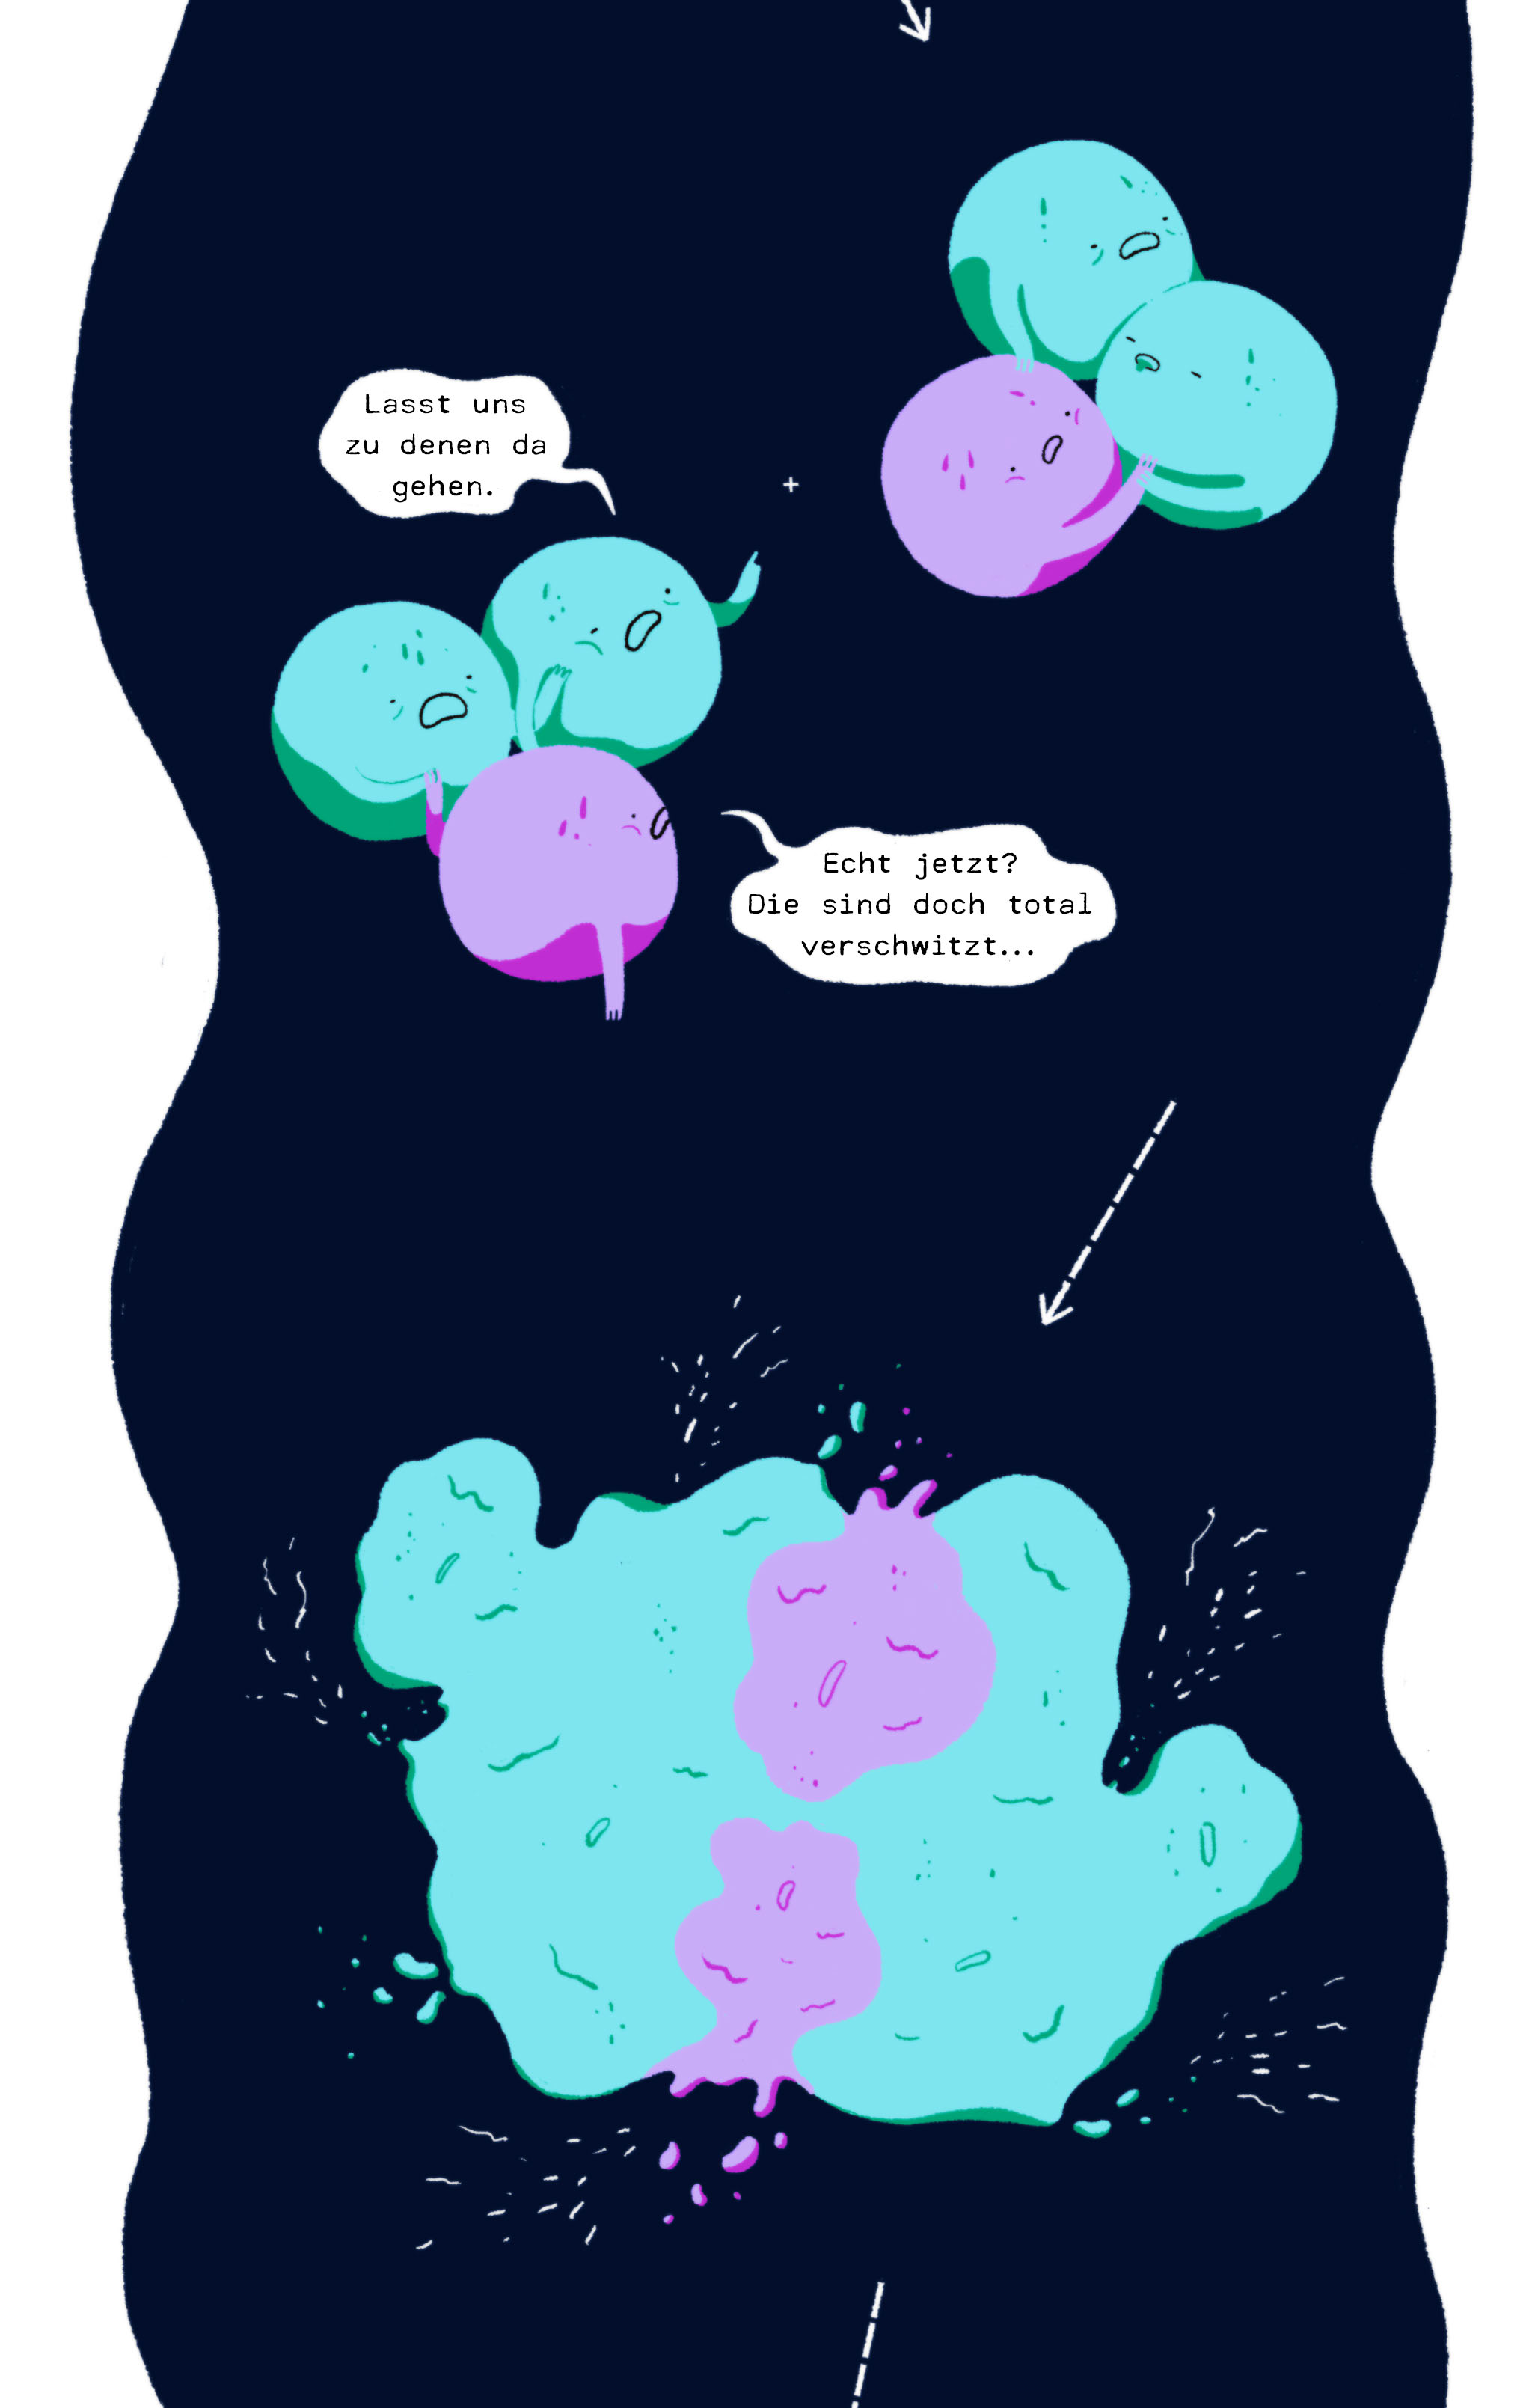 Lasst uns
zu denen da
gehen.
+
Echt jetzt?
Die sind doch total
verschwitzt...